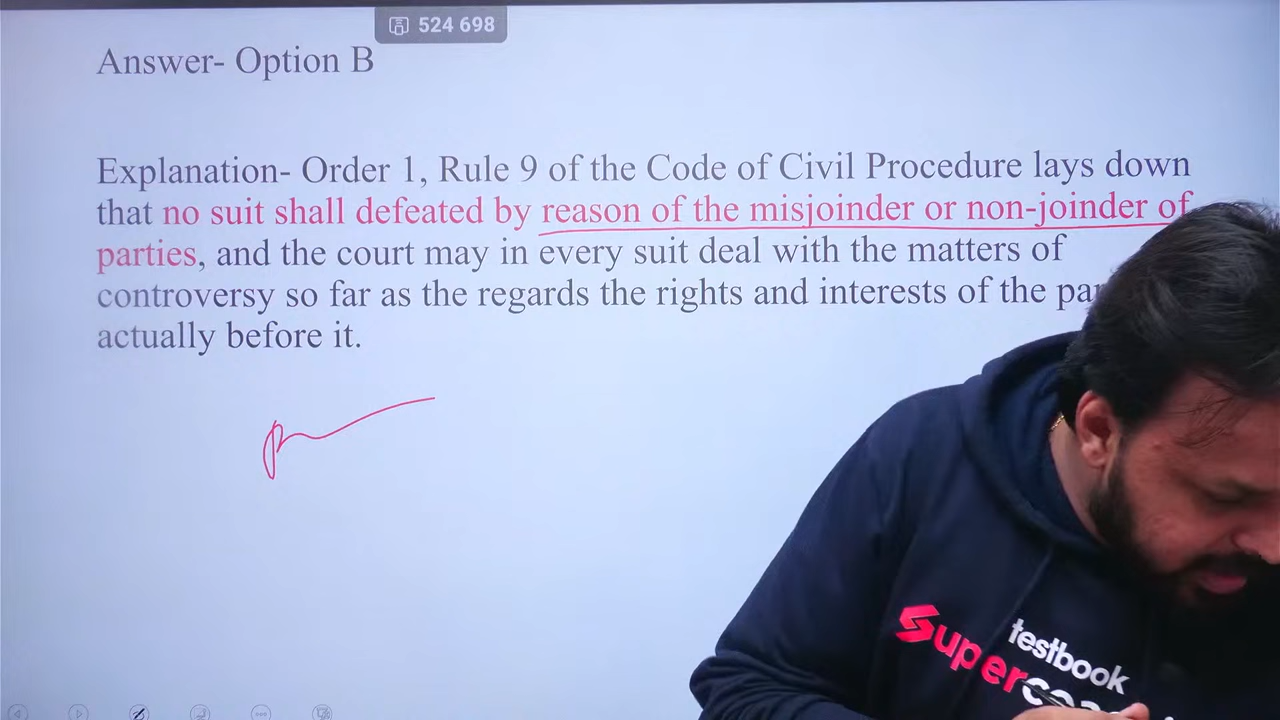 524 698
Answer- Option B
Explanation- Order 1, Rule 9 of the Code of Civil Procedure lays down
that no suit shall defeated by reason of the misjoinder or non-joinder of
parties, and the court may in every suit deal with the matters of
controversy so far as the regards the rights and interests of the
actually before it.
testbook
Super